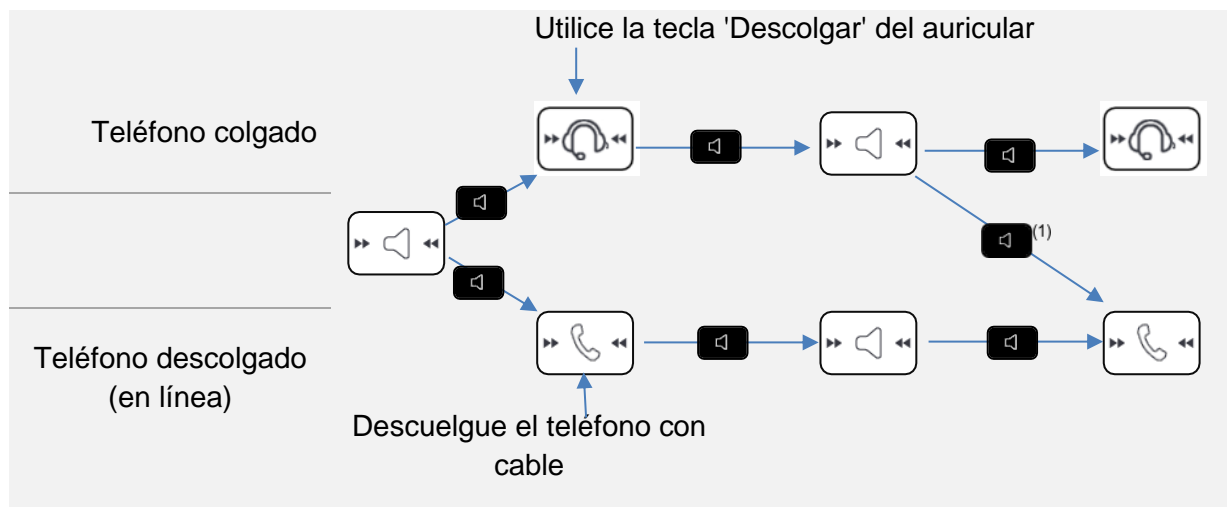 Utilice la tecla 'Descolgar' del auricular
Teléfono colgado
(1)
Teléfono descolgado
(en línea)
Descuelgue el teléfono con
cable